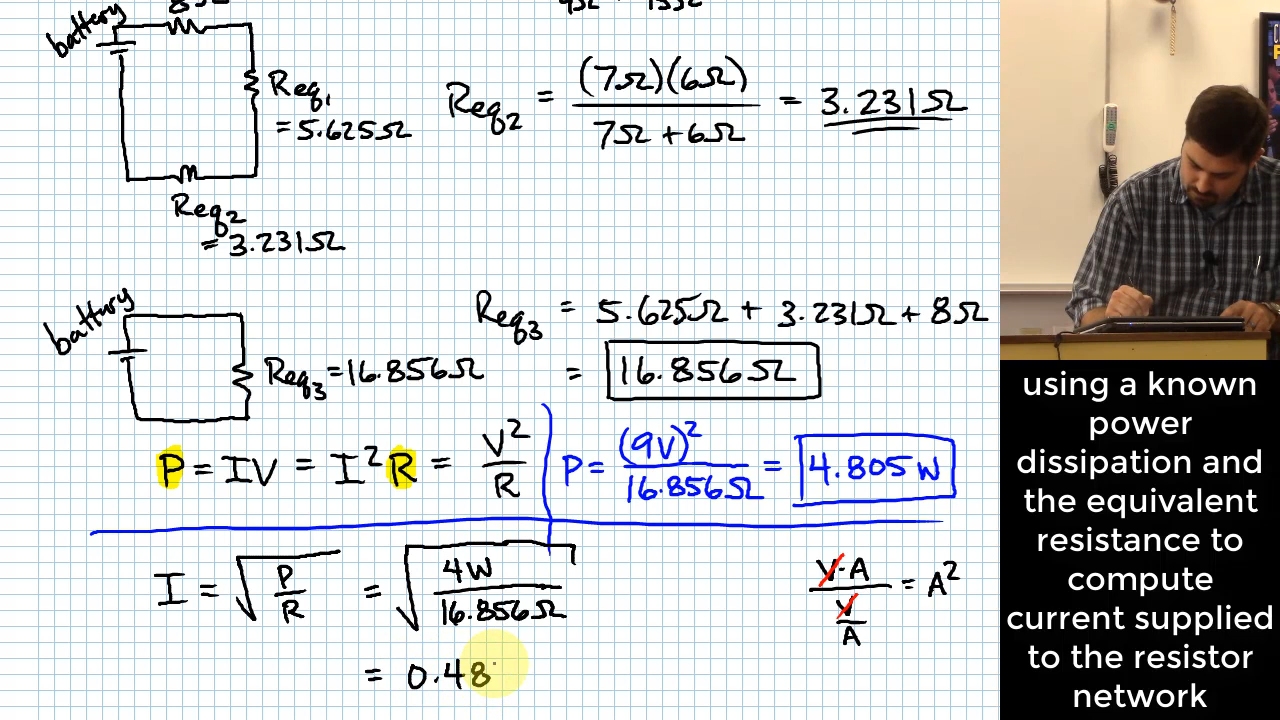 battery
Req₁
= 5.625Ω
Req₂
= 3.231Ω
Req₂ = (7Ω)(6Ω) / 7Ω + 6Ω = 3.231Ω
battery
Req₃ = 16.856Ω
Req₃ = 5.625Ω + 3.231Ω + 8Ω
= 16.856Ω
P = IV = I²R = V²/R
P = (9V)²/16.856Ω = 4.805W
I = √(P/R) = √(4W/16.856Ω)
= 0.48
V·A / (V/A) = A²
using a known
power
dissipation and
the equivalent
resistance to
compute
current supplied
to the resistor
network